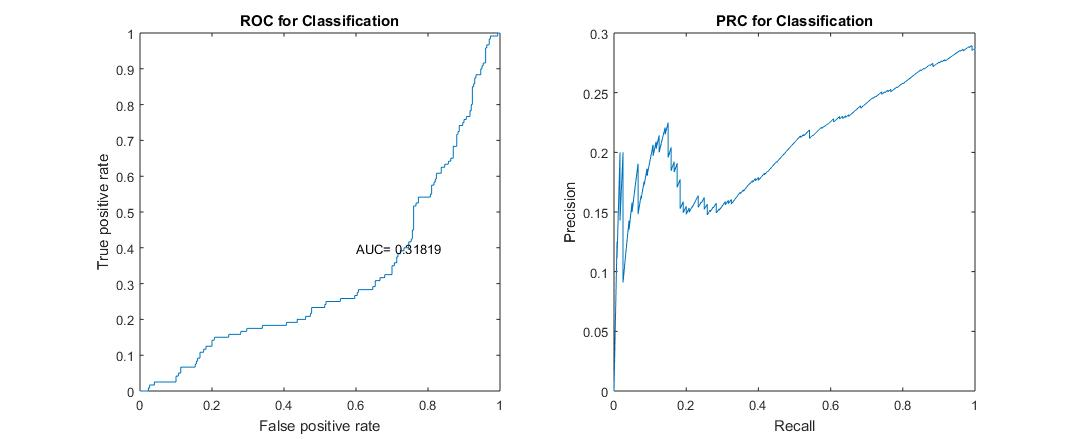 ROC for Classification
1
0.9
0.8
0.7
0.6
0.5
0.4
0.3
0.2
0.1
0
True positive rate
AUC= 0.31819
0 0.2 0.4 0.6 0.8 1
False positive rate
PRC for Classification
0.3
0.25
0.2
0.15
0.1
0.05
0
Precision
0 0.2 0.4 0.6 0.8 1
Recall